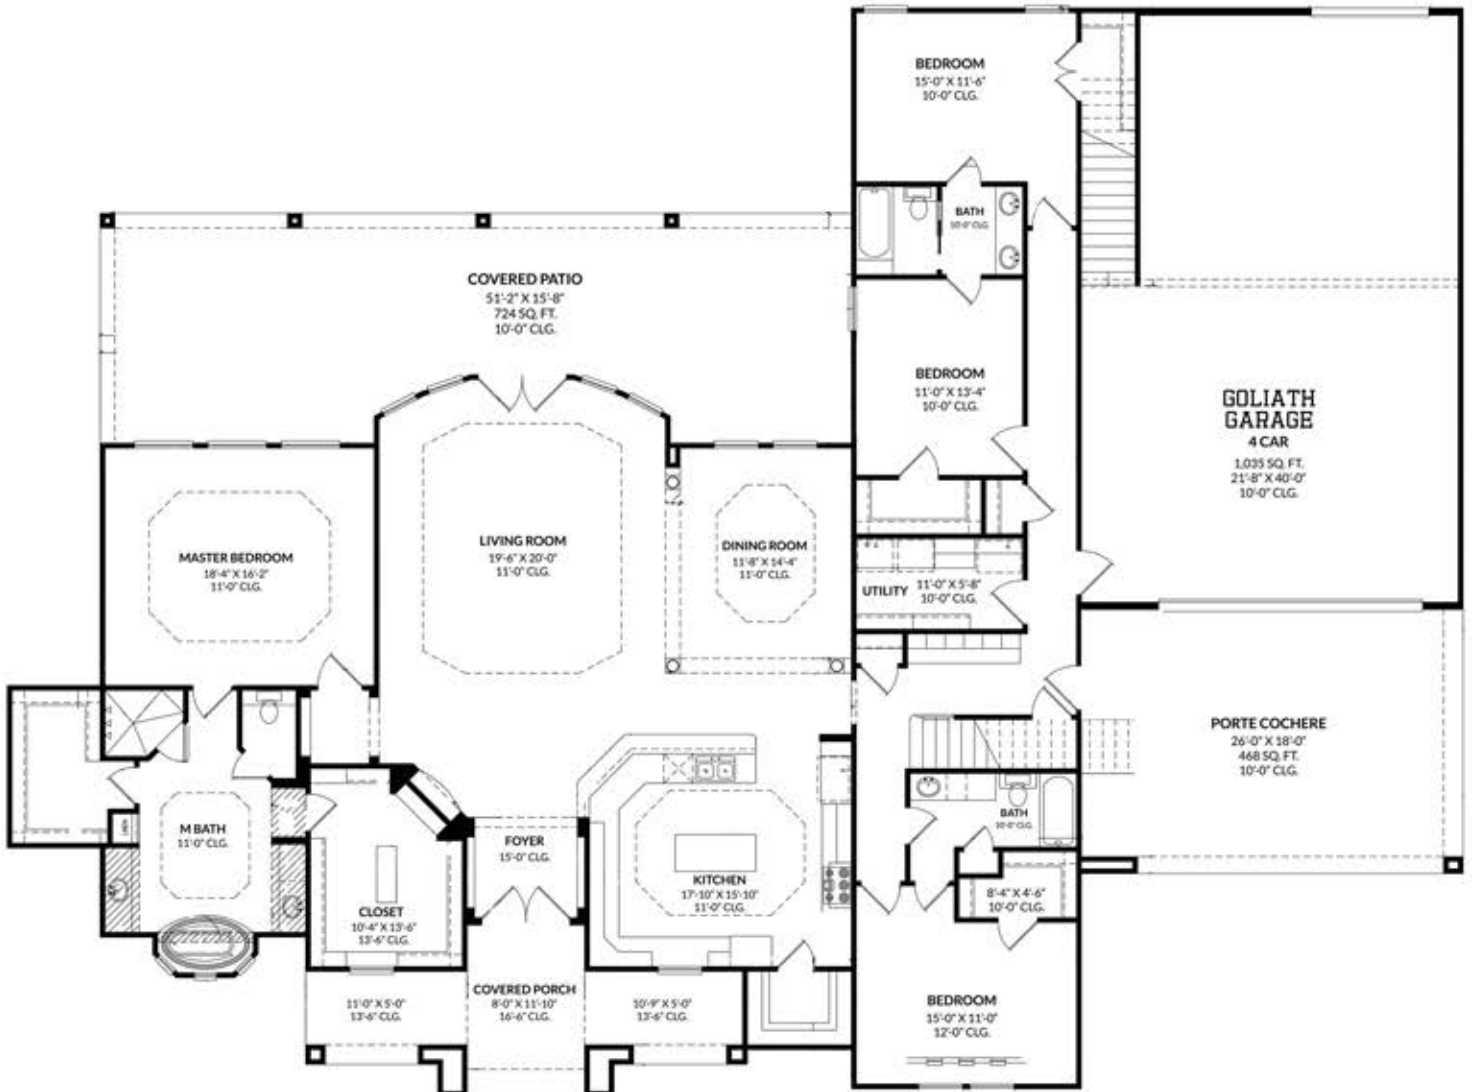 BEDROOM
15'-0" X 11'-6"
10'-0" CLG.
BATH
10'-0" CLG.
COVERED PATIO
51'-2" X 15'-8"
724 SQ. FT.
10'-0" CLG.
BEDROOM
11'-0" X 13'-4"
10'-0" CLG.
GOLIATH
GARAGE
4 CAR
1,035 SQ. FT.
21'-8" X 40'-0"
10'-0" CLG.
MASTER BEDROOM
18'-4" X 16'-2"
11'-0" CLG.
LIVING ROOM
19'-6" X 20'-0"
11'-0" CLG.
DINING ROOM
11'-8" X 14'-4"
11'-0" CLG.
UTILITY
11'-0" X 5'-8"
10'-0" CLG.
PORTE COCHERE
26'-0" X 18'-0"
468 SQ. FT.
10'-0" CLG.
M BATH
11'-0" CLG.
FOYER
15'-0" CLG.
BATH
10'-0" CLG.
KITCHEN
17'-10" X 15'-10"
11'-0" CLG.
8'-4" X 4'-6"
10'-0" CLG.
CLOSET
10'-4" X 13'-6"
13'-6" CLG.
11'-0" X 5'-0"
13'-6" CLG.
COVERED PORCH
8'-0" X 11'-10"
16'-6" CLG.
10'-9" X 5'-0"
13'-6" CLG.
BEDROOM
15'-0" X 11'-0"
12'-0" CLG.